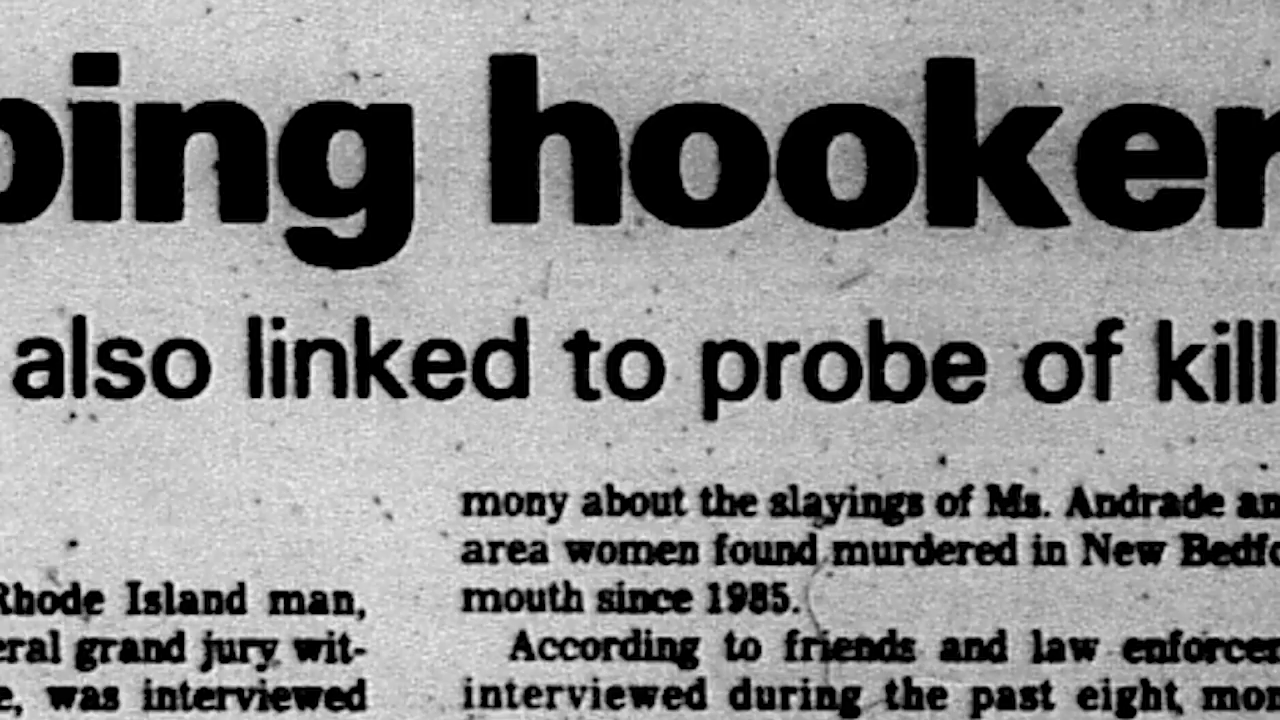 ping hooker
also linked to probe of kill
Rhode Island man,
eral grand jury wit-
e, was interviewed
mony about the slayings of Ms. Andrade an
area women found murdered in New Bedfo
mouth since 1985.
According to friends and law enforcem
interviewed during the past eight mon